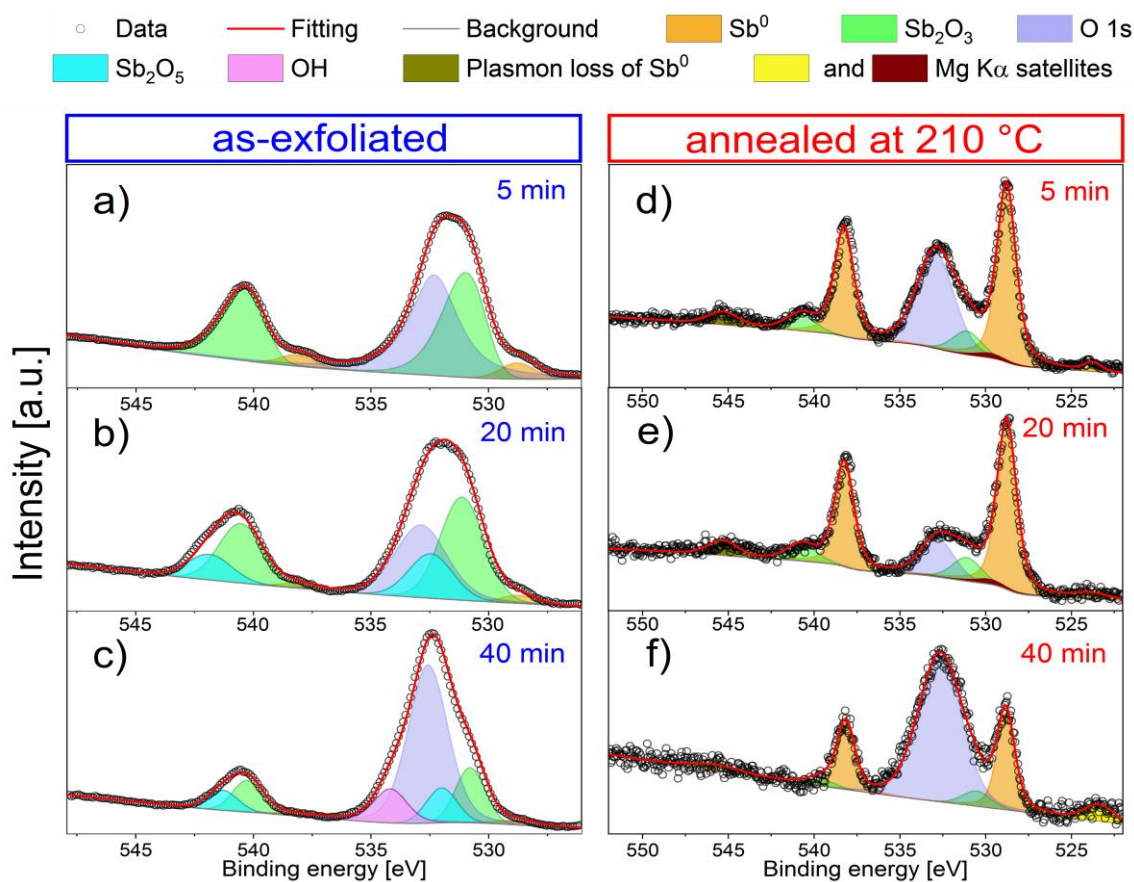 Data Fitting Background Sb⁰ Sb₂O₃ O 1s
Sb₂O₅ OH Plasmon loss of Sb⁰ and Mg Kα satellites
as-exfoliated
annealed at 210 °C
Intensity [a.u.]
a)
5 min
545 540 535 530
b)
20 min
545 540 535 530
c)
40 min
545 540 535 530
Binding energy [eV]
d)
5 min
550 545 540 535 530 525
e)
20 min
550 545 540 535 530 525
f)
40 min
550 545 540 535 530 525
Binding energy [eV]